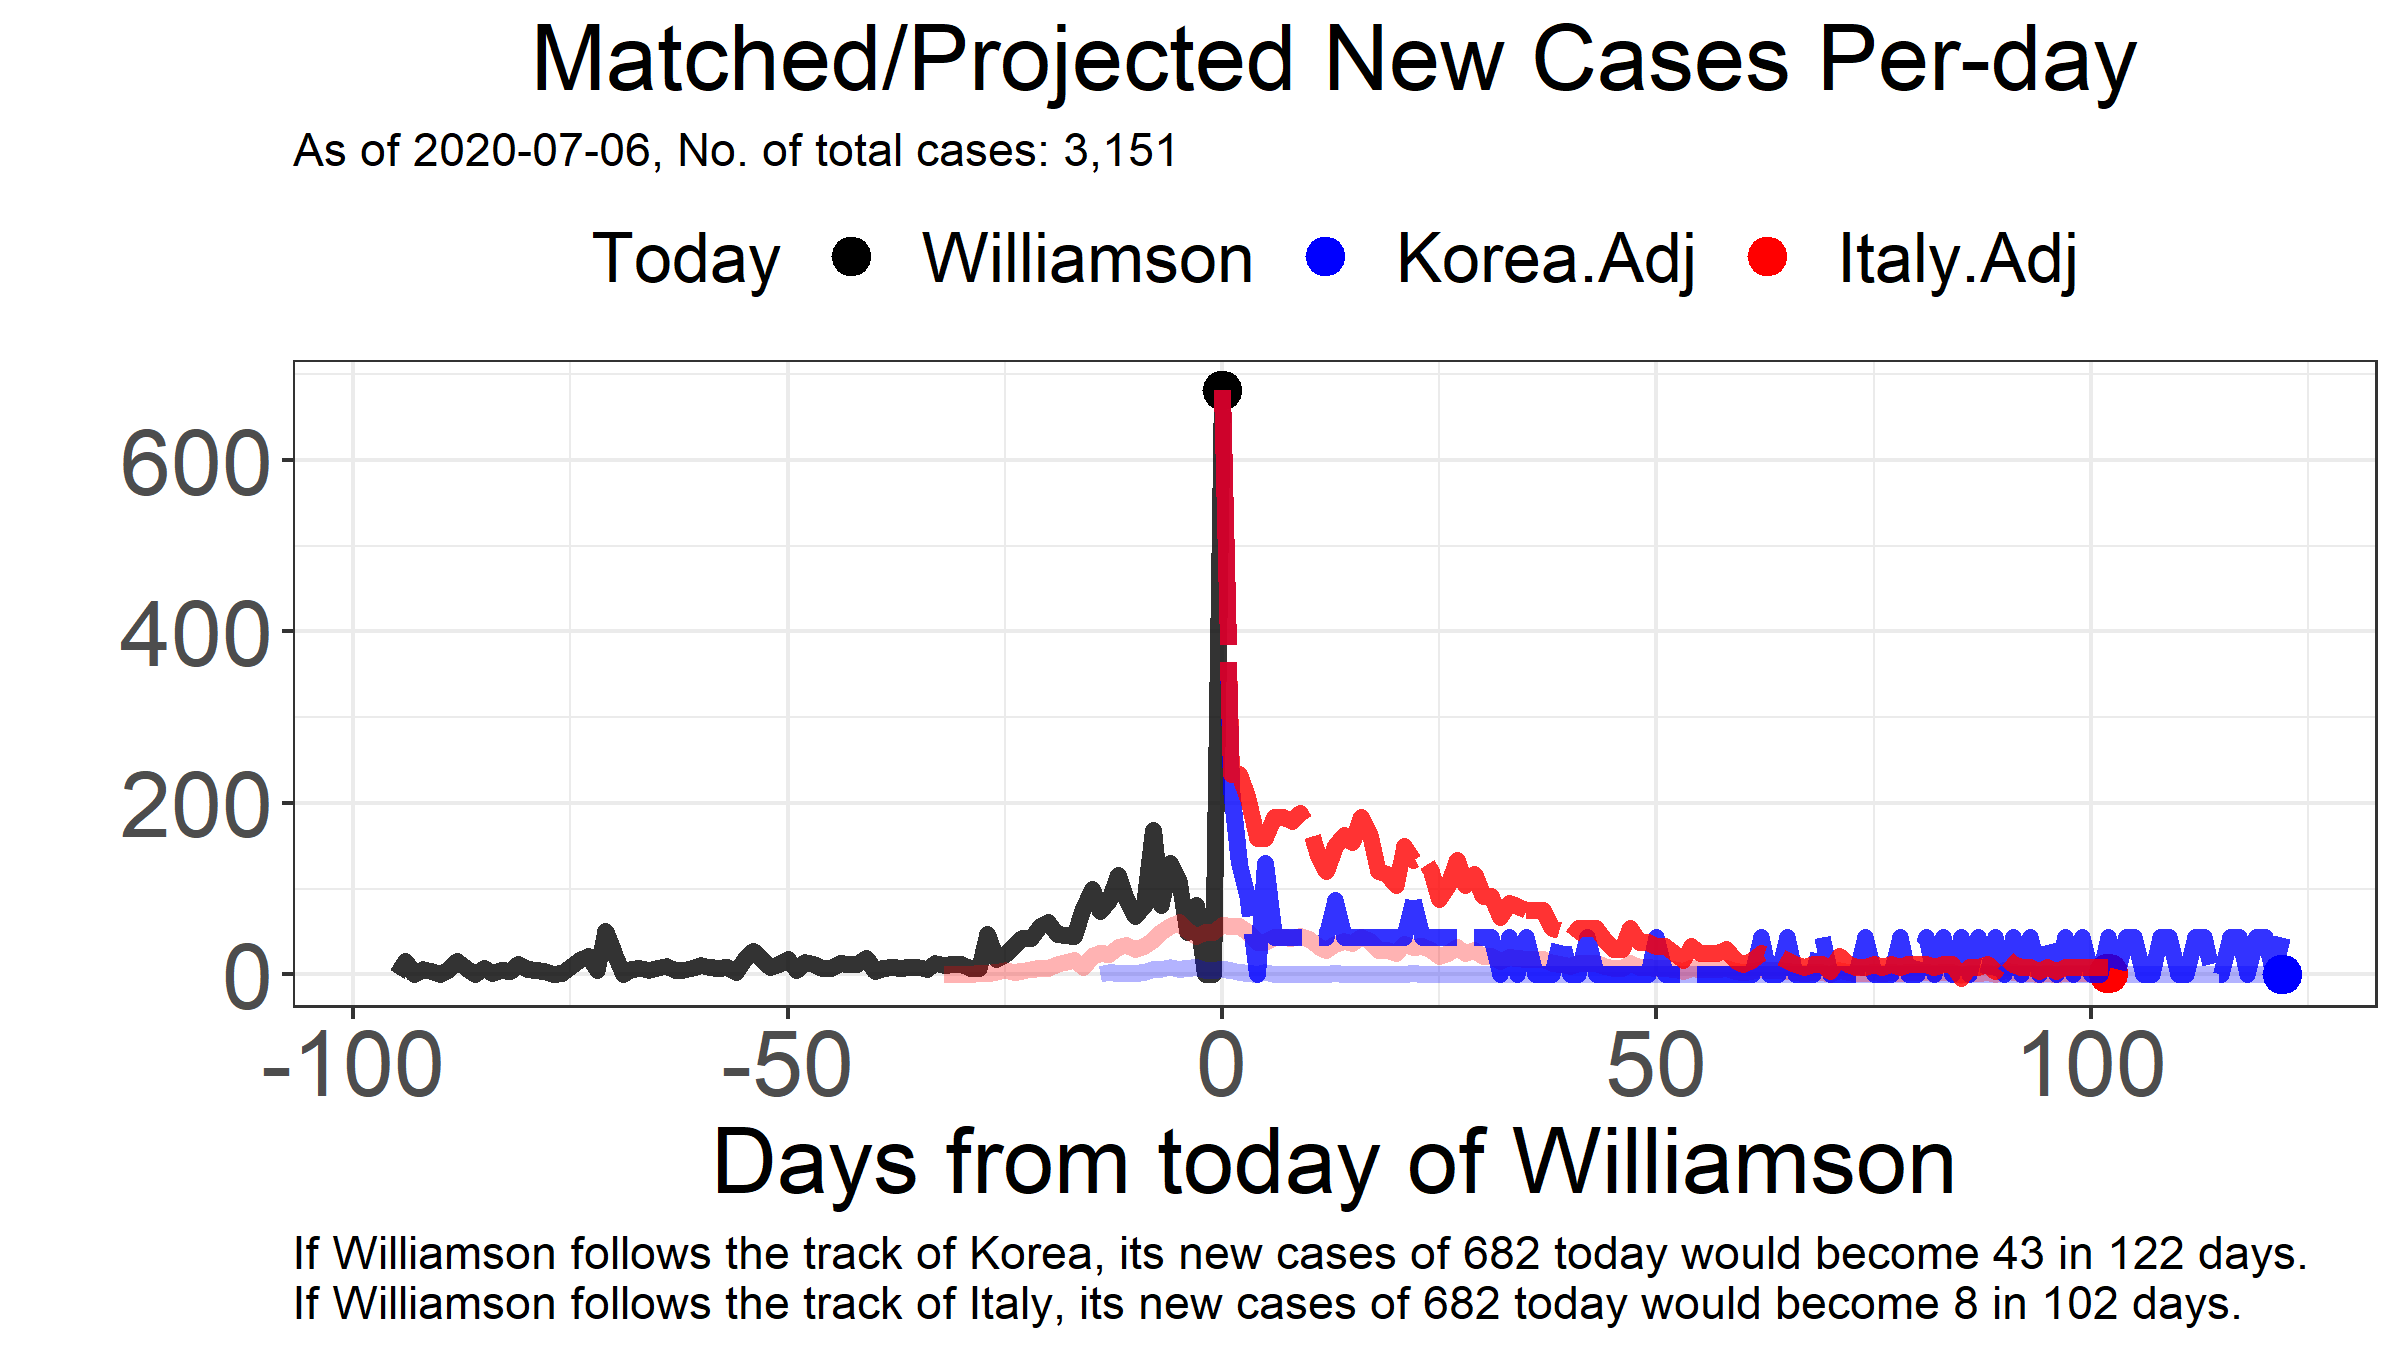 Matched/Projected New Cases Per-day
As of 2020-07-06, No. of total cases: 3,151
Today Williamson Korea.Adj Italy.Adj
600
400
200
0
-100 -50 0 50 100
Days from today of Williamson
If Williamson follows the track of Korea, its new cases of 682 today would become 43 in 122 days.
If Williamson follows the track of Italy, its new cases of 682 today would become 8 in 102 days.